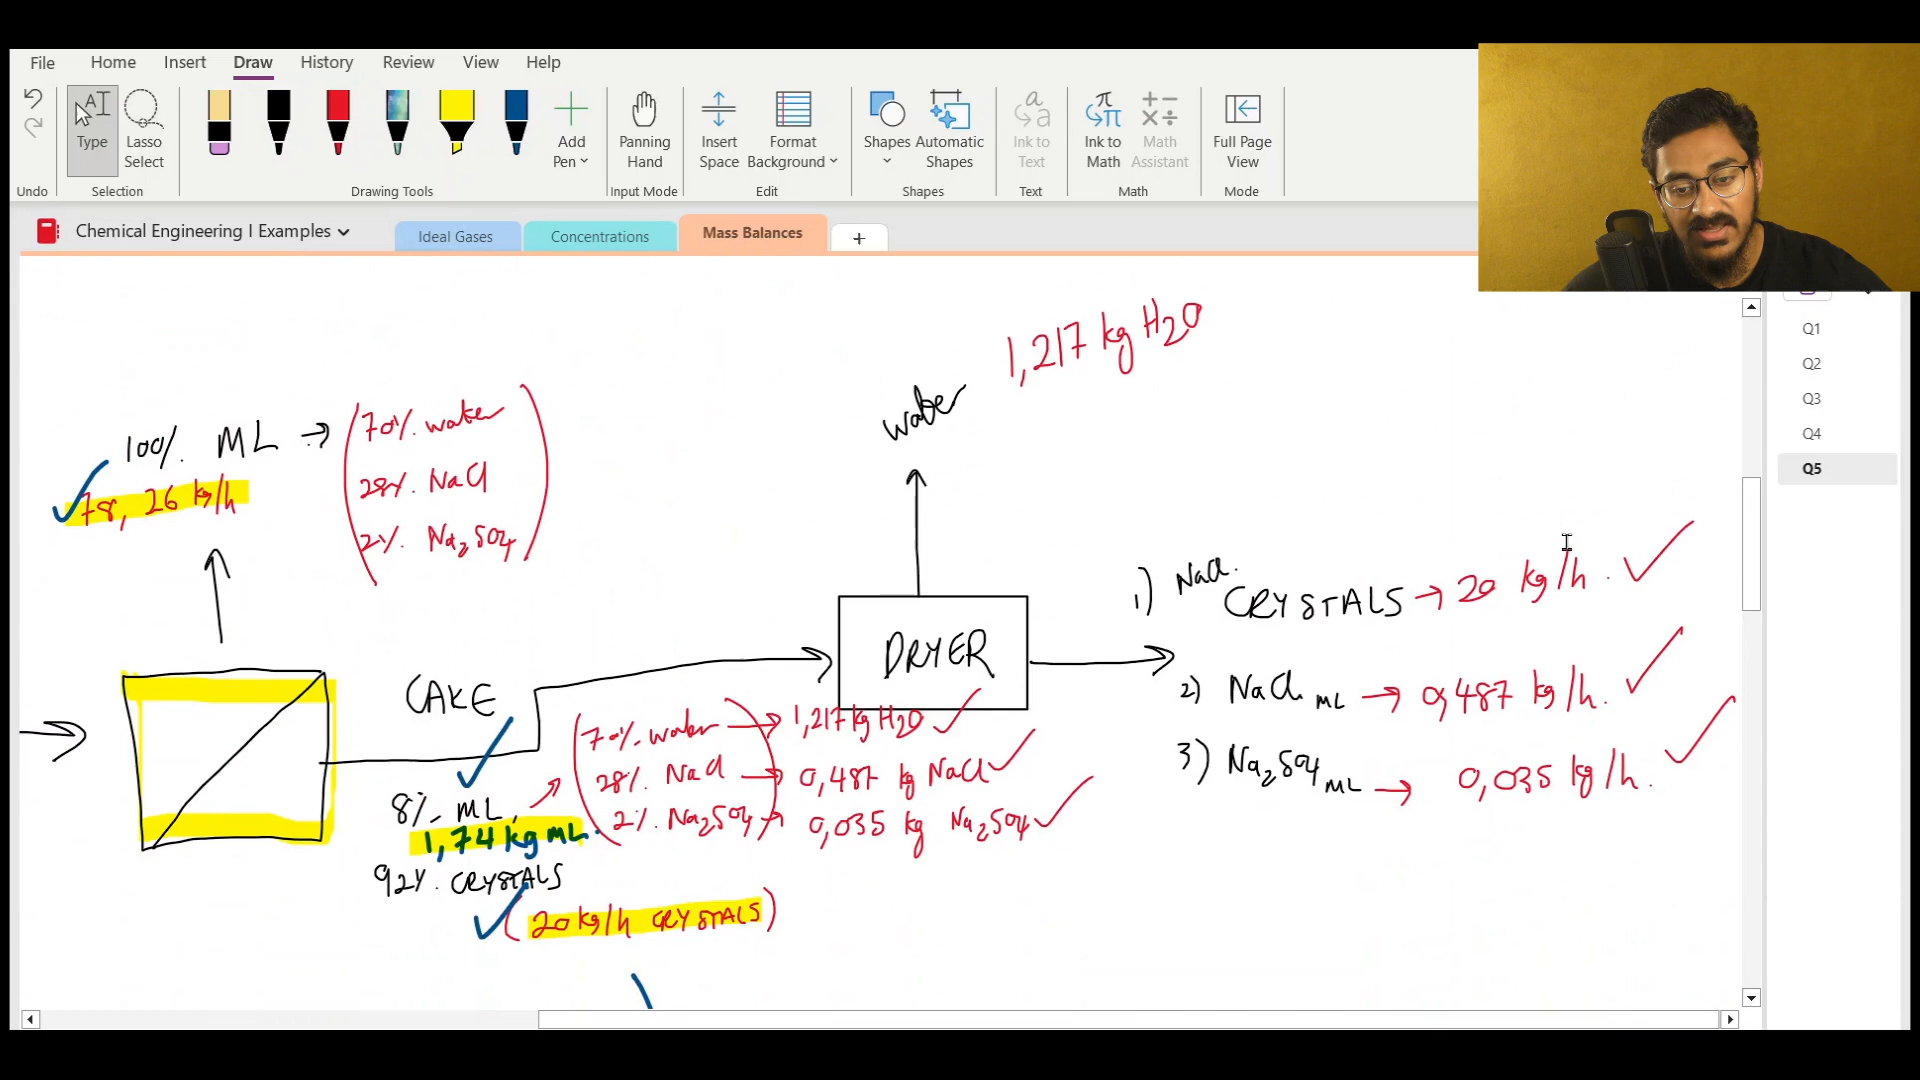 File Home Insert Draw History Review View Help
Type
Lasso Select
Add Pen
Panning Hand
Insert Space
Format Background
Shapes
Automatic Shapes
Ink to Text
Ink to Math
Math Assistant
Full Page View
Undo Selection Drawing Tools Input Mode Edit Shapes Text Math Mode
Chemical Engineering I Examples Ideal Gases Concentrations Mass Balances +
Q1
Q2
Q3
Q4
Q5
1,217 kg H2O
water
100% ML →
78,26 kg/h
70% water
28% NaCl
2% Na2SO4
DRYER
1) NaCl CRYSTALS → 20 kg/h.
2) NaCl ML → 0,487 kg/h.
3) Na2SO4 ML → 0,035 kg/h.
CAKE
70% water → 1,217 kg H2O
28% NaCl → 0,487 kg NaCl
2% Na2SO4 → 0,035 kg Na2SO4
8% ML
1,74 kg ML
92% CRYSTALS
(20 kg/h CRYSTALS)